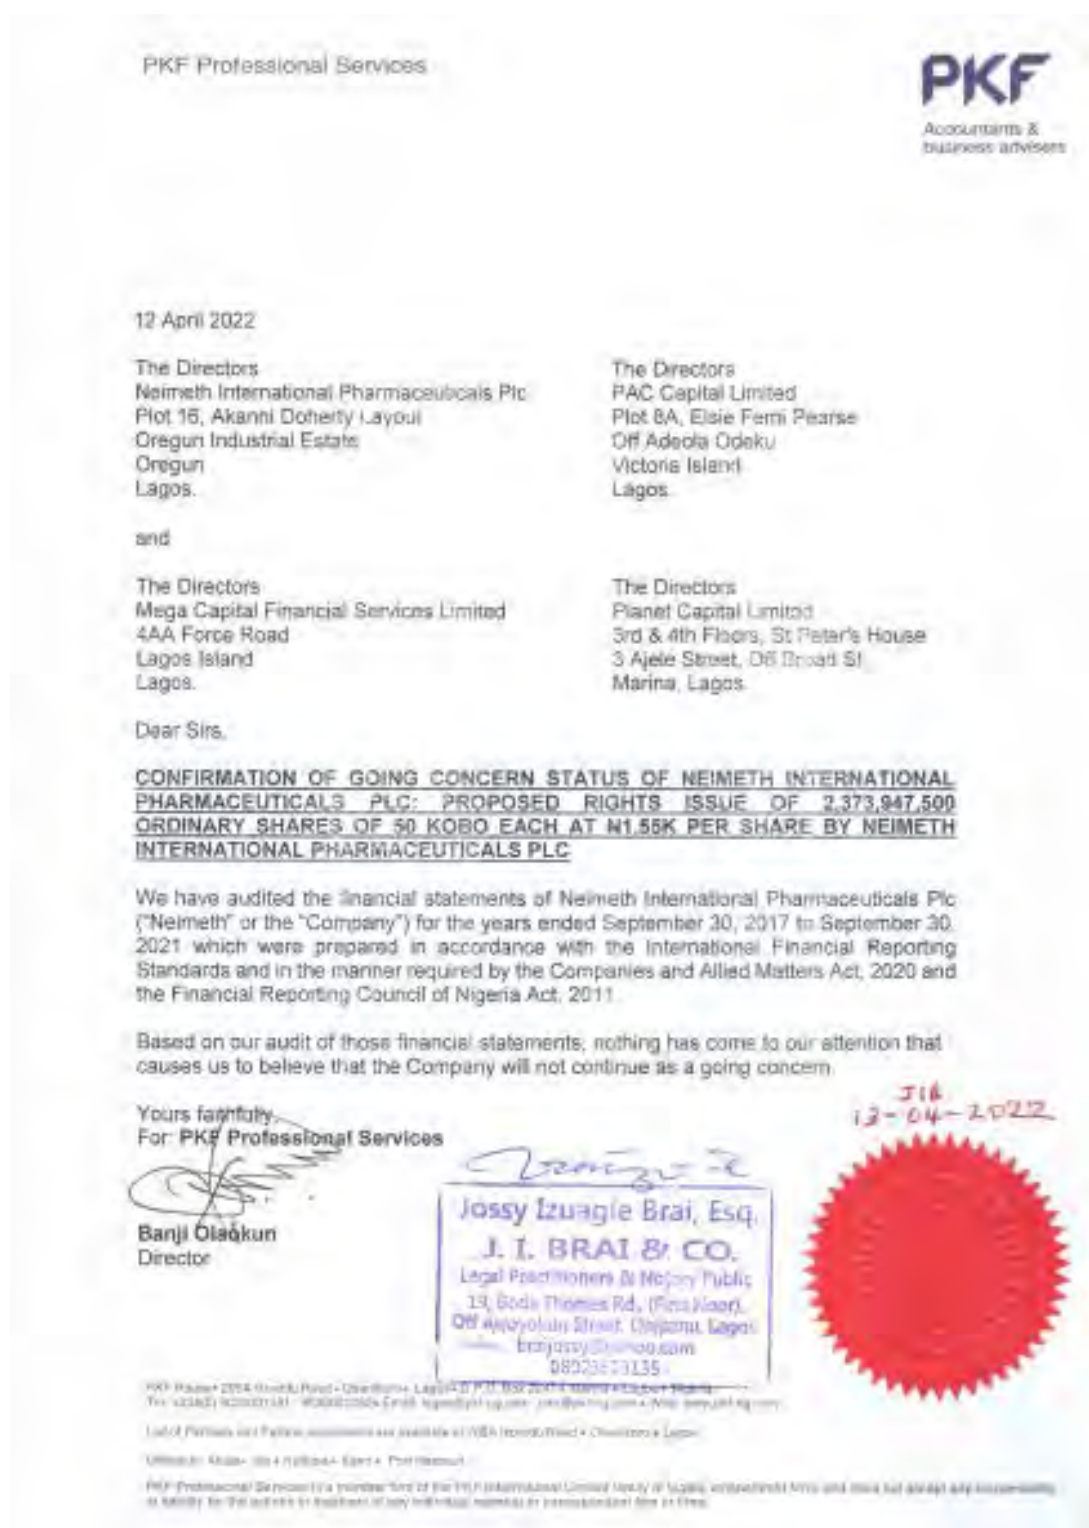 PKF Professional Services
PKF
Accountants &
business advisers
12 April 2022
The Directors
Neimeth International Pharmaceuticals Plc
Plot 16, Akanni Doherty Layout
Oregun Industrial Estate
Oregun
Lagos.
The Directors
PAC Capital Limited
Plot 8A, Elsie Femi Pearse
Off Adeola Odeku
Victoria Island
Lagos.
and
The Directors
Mega Capital Financial Services Limited
4AA Force Road
Lagos Island
Lagos.
The Directors
Planet Capital Limited
3rd & 4th Floors, St Peter's House
3 Ajele Street, Off Broad St
Marina, Lagos.
Dear Sirs,
CONFIRMATION OF GOING CONCERN STATUS OF NEIMETH INTERNATIONAL
PHARMACEUTICALS PLC: PROPOSED RIGHTS ISSUE OF 2,373,947,500
ORDINARY SHARES OF 50 KOBO EACH AT ₦1.55K PER SHARE BY NEIMETH
INTERNATIONAL PHARMACEUTICALS PLC
We have audited the financial statements of Neimeth International Pharmaceuticals Plc
("Neimeth" or the "Company") for the years ended September 30, 2017 to September 30,
2021 which were prepared in accordance with the International Financial Reporting
Standards and in the manner required by the Companies and Allied Matters Act, 2020 and
the Financial Reporting Council of Nigeria Act, 2011.
Based on our audit of those financial statements, nothing has come to our attention that
causes us to believe that the Company will not continue as a going concern.
JIB
13-04-2022
Yours faithfully,
For: PKF Professional Services
Banji Olaokun
Director
Jossy Izuagie Brai, Esq.
J. I. BRAI & CO.
Legal Practitioners & Notary Public
Off Street, Lagos